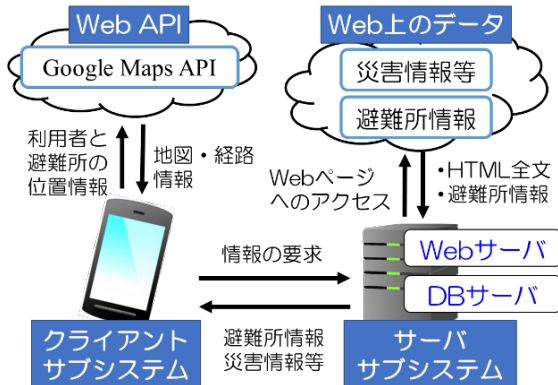 Web API
Google Maps API
利用者と
避難所の
位置情報
地図・経路
情報
Web上のデータ
災害情報等
避難所情報
Webページ
へのアクセス
・HTML全文
・避難所情報
情報の要求
避難所情報
災害情報等
Webサーバ
DBサーバ
クライアント
サブシステム
サーバ
サブシステム